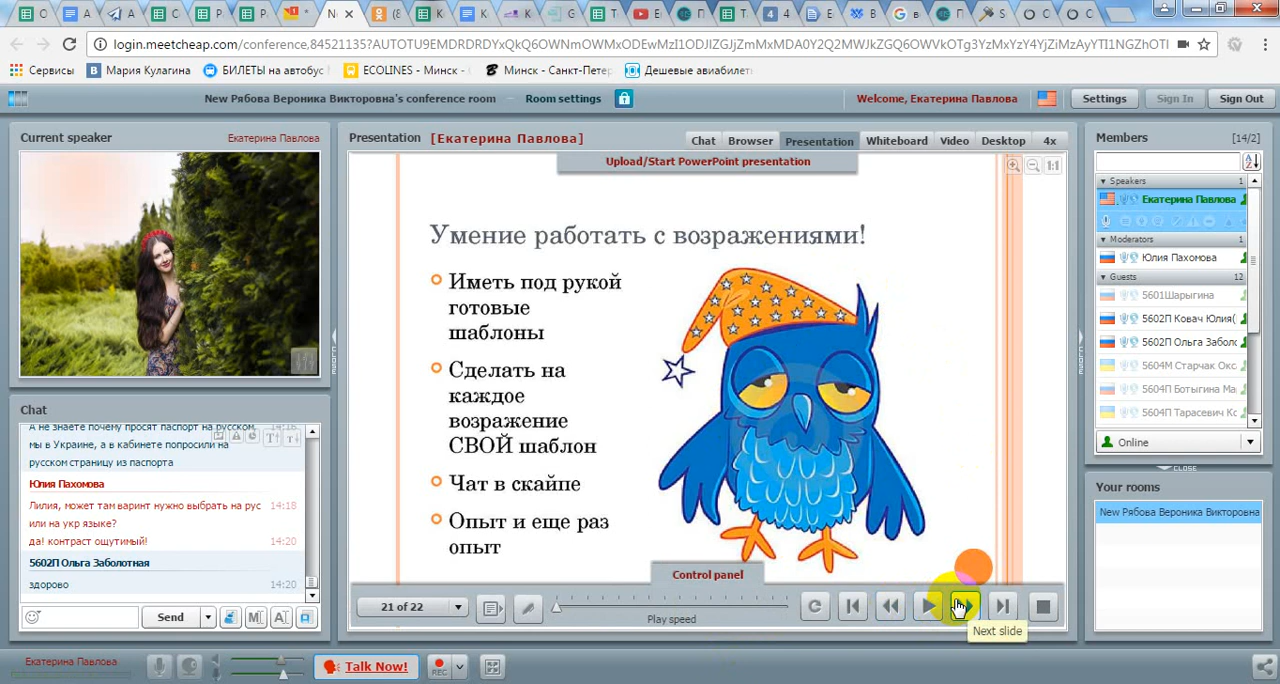 login.meetcheap.com/conference,84521135?
Сервисы
Мария Кулагина
БИЛЕТЫ на автобус
ECOLINES - Минск -
Минск - Санкт-Петер
Дешевые авиабилет
New Рябова Вероника Викторовна's conference room
Room settings
Welcome, Екатерина Павлова
Settings
Sign In
Sign Out
Current speaker
Екатерина Павлова
Presentation
[Екатерина Павлова]
Chat
Browser
Presentation
Whiteboard
Video
Desktop
4x
Upload/Start PowerPoint presentation
1:1
Умение работать с возражениями!
Иметь под рукой
готовые
шаблоны
Сделать на
каждое
возражение
СВОЙ шаблон
Чат в скайпе
Опыт и еще раз
опыт
Control panel
21 of 22
Play speed
Next slide
Chat
А не знаете почему просят паспорт на русском,
мы в Украине, а в кабинете попросили на
русском страницу из паспорта
Юлия Пахомова
Лилия, может там варинт нужно выбрать на рус 14:18
или на укр языке?
да! контраст ощутимый! 14:20
5602П Ольга Заболотная
здорово 14:20
Send
Members
[14/2]
Speakers 1
Екатерина Павлова
Moderators 1
Юлия Пахомова
Guests 12
5601Шарыгина
5602П Ковач Юлия(
5602П Ольга Заболс
5604М Старчак Окс
5604П Ботыгина Ма
5604П Тарасевич Кс
Online
CLOSE
Your rooms
New Рябова Вероника Викторовна
Екатерина Павлова
Talk Now!
REC